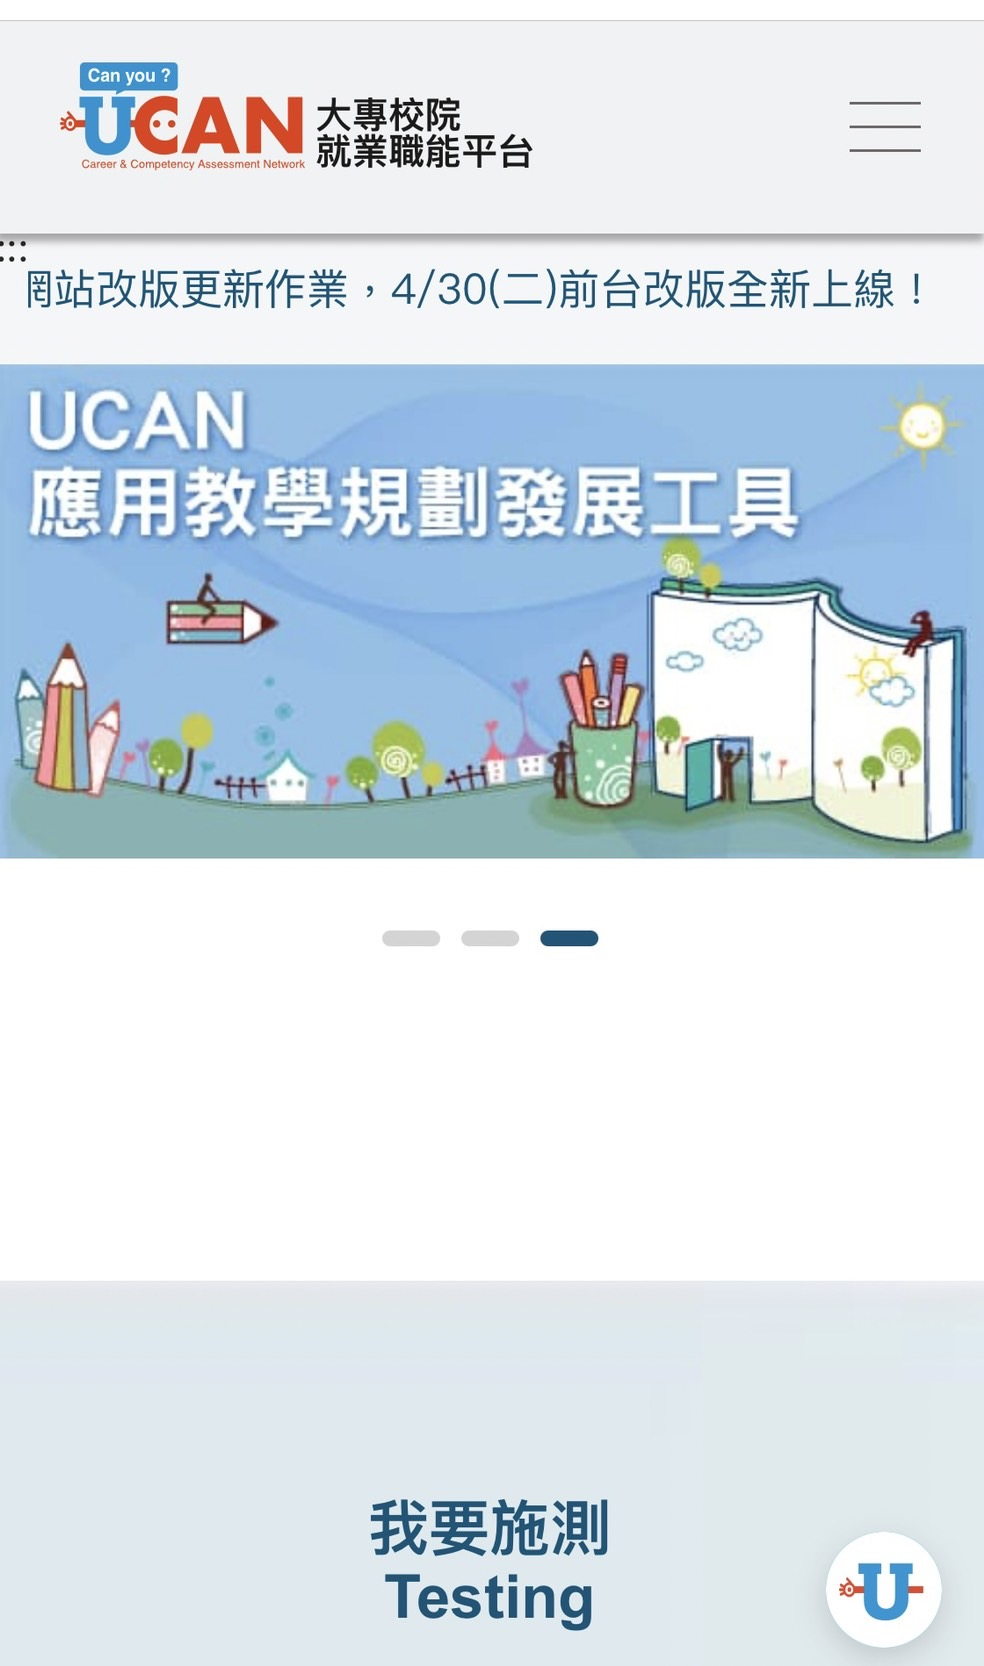 Can you ?
UCAN
Career & Competency Assessment Network
大專校院
就業職能平台
網站改版更新作業，4/30(二)前台改版全新上線！
UCAN
應用教學規劃發展工具
我要施測
Testing
U